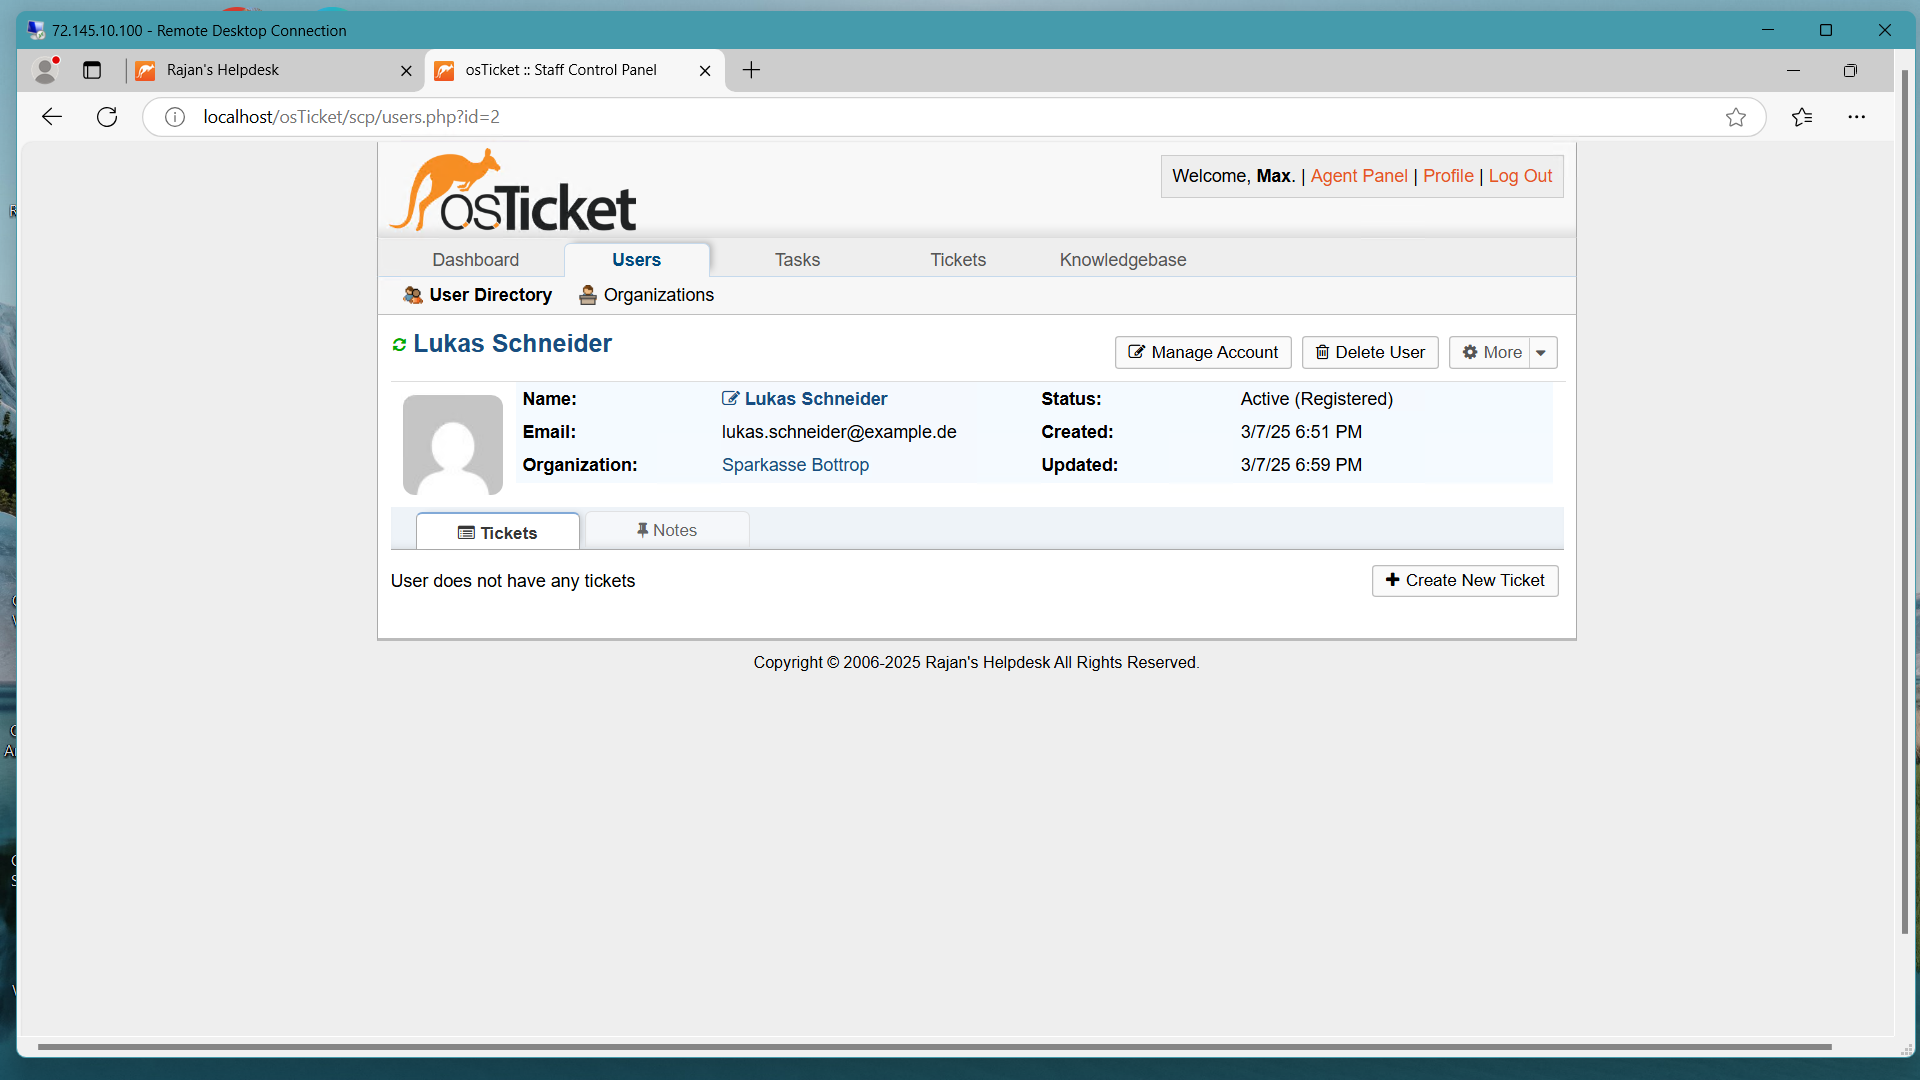 72.145.10.100 - Remote Desktop Connection
Rajan's Helpdesk
osTicket :: Staff Control Panel
localhost/osTicket/scp/users.php?id=2
osTicket
Welcome, Max. | Agent Panel | Profile | Log Out
Dashboard Users Tasks Tickets Knowledgebase
User Directory Organizations
Lukas Schneider
Manage Account Delete User More
Name: Lukas Schneider Status: Active (Registered)
Email: lukas.schneider@example.de Created: 3/7/25 6:51 PM
Organization: Sparkasse Bottrop Updated: 3/7/25 6:59 PM
Tickets Notes
User does not have any tickets Create New Ticket
Copyright © 2006-2025 Rajan's Helpdesk All Rights Reserved.